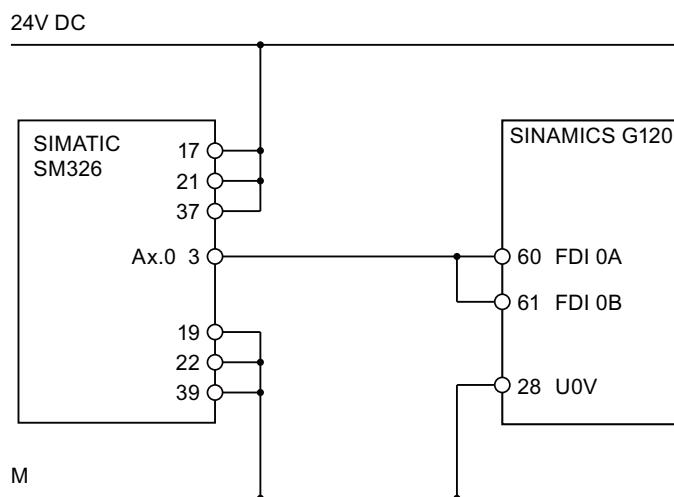 24V DC
SIMATIC
SM326
SINAMICS G120
17
21
37
Ax.0 3
60 FDI 0A
61 FDI 0B
19
22
39
28 U0V
M